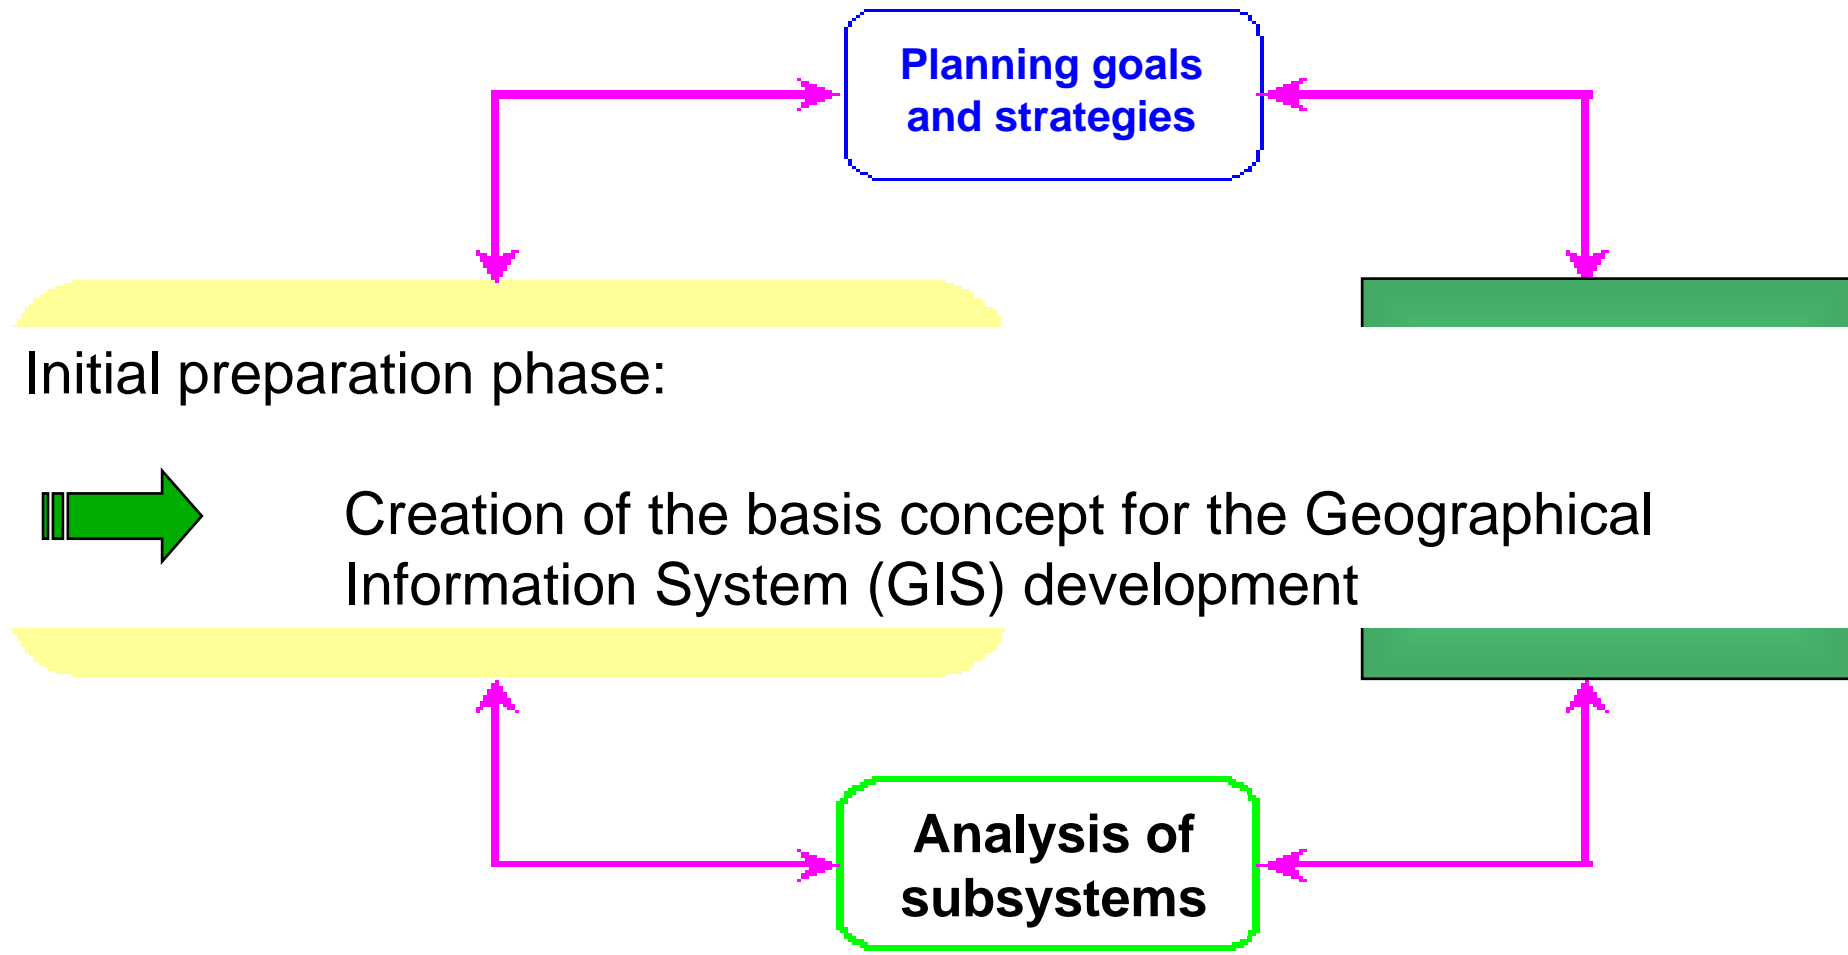 Planning goals
and strategies
Initial preparation phase:
Creation of the basis concept for the Geographical
Information System (GIS) development
Analysis of
subsystems